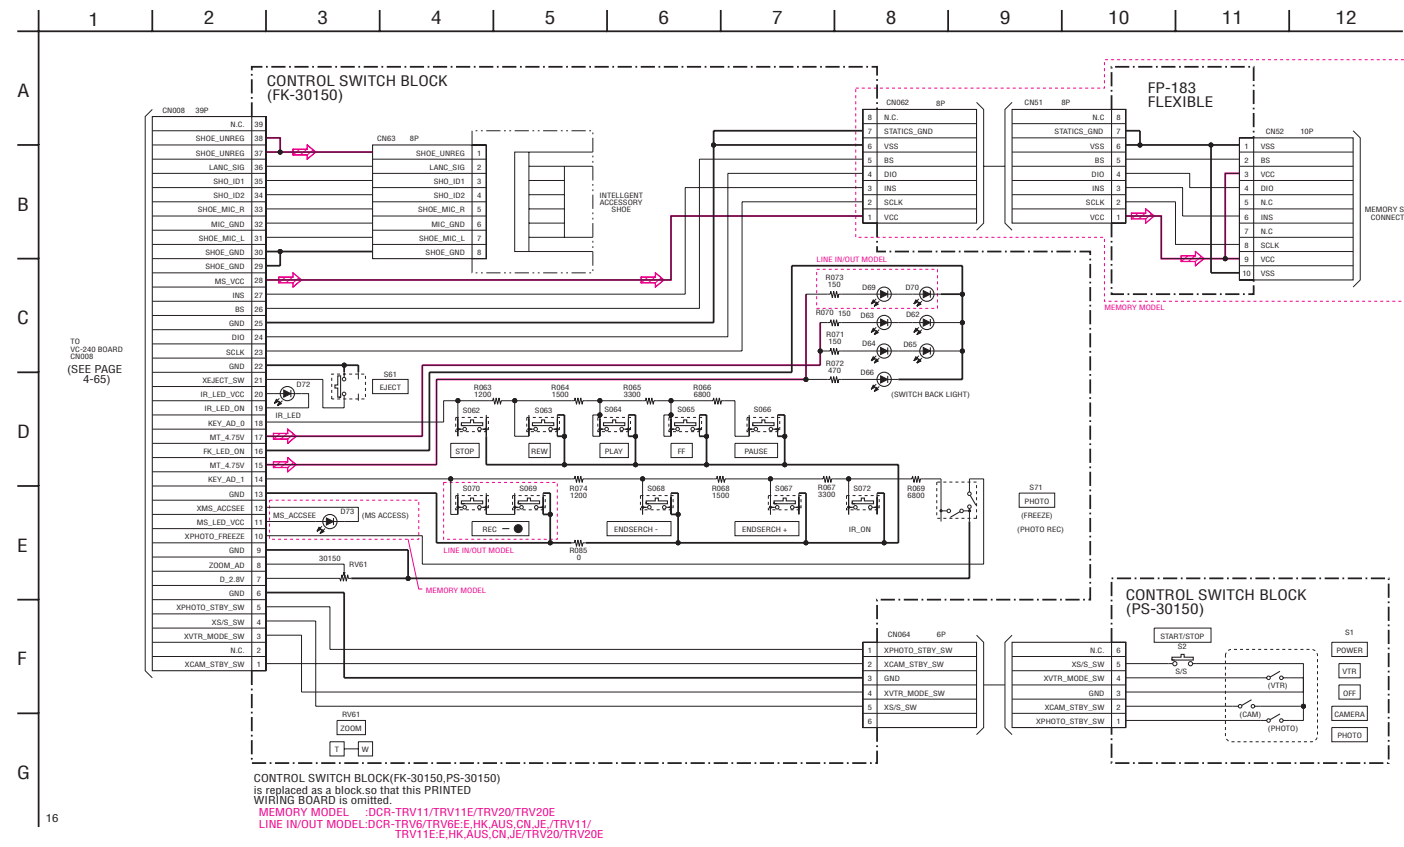 1 2 3 4 5 6 7 8 9 10 11 12
A
B
C
D
E
F
G
16
CONTROL SWITCH BLOCK
(FK-30150)
TO
VC-240 BOARD
CN008
(SEE PAGE
4-65)
CN008 39P
N.C. 39
SHOE_UNREG 38
SHOE_UNREG 37
LANC_SIG 36
SHO_ID1 35
SHO_ID2 34
SHOE_MIC_R 33
MIC_GND 32
SHOE_MIC_L 31
SHOE_GND 30
SHOE_GND 29
MS_VCC 28
INS 27
BS 26
GND 25
DIO 24
SCLK 23
GND 22
XEJECT_SW 21
IR_LED_VCC 20
IR_LED_ON 19
KEY_AD_0 18
MT_4.75V 17
FK_LED_ON 16
MT_4.75V 15
KEY_AD_1 14
GND 13
XMS_ACCSEE 12
MS_LED_VCC 11
XPHOTO_FREEZE 10
GND 9
ZOOM_AD 8
D_2.8V 7
GND 6
XPHOTO_STBY_SW 5
XS/S_SW 4
XVTR_MODE_SW 3
N.C. 2
XCAM_STBY_SW 1
CN63 8P
SHOE_UNREG 1
LANC_SIG 2
SHO_ID1 3
SHO_ID2 4
SHOE_MIC_R 5
MIC_GND 6
SHOE_MIC_L 7
SHOE_GND 8
INTELLGENT
ACCESSORY
SHOE
CN062 8P
8 N.C.
7 STATICS_GND
6 VSS
5 BS
4 DIO
3 INS
2 SCLK
1 VCC
CN51 8P
N.C 8
STATICS_GND 7
VSS 6
BS 5
DIO 4
INS 3
SCLK 2
VCC 1
FP-183
FLEXIBLE
CN52 10P
1 VSS
2 BS
3 VCC
4 DIO
5 N.C
6 INS
7 N.C
8 SCLK
9 VCC
10 VSS
MEMORY S
CONNECT
MEMORY MODEL
LINE IN/OUT MODEL
R073
150
D69 D70
R070 150 D63 D62
R071
150
D64 D65
R072
470
D66
(SWITCH BACK LIGHT)
S61
EJECT
D72
IR_LED
R063
1200
R064
1500
R065
3300
R066
6800
S062 S063 S064 S065 S066
STOP REW PLAY FF PAUSE
S070 S069 R074
1200
S068 R068
1500
S067 R067
3300
S072 R069
6800
REC ENDSERCH - ENDSERCH + IR_ON
LINE IN/OUT MODEL
R085
0
S71
PHOTO
(FREEZE)
(PHOTO REC)
MS_ACCSEE D73 (MS ACCESS)
30150 RV61
MEMORY MODEL
CN064 6P
1 XPHOTO_STBY_SW
2 XCAM_STBY_SW
3 GND
4 XVTR_MODE_SW
5 XS/S_SW
6
N.C. 6
XS/S_SW 5
XVTR_MODE_SW 4
GND 3
XCAM_STBY_SW 2
XPHOTO_STBY_SW 1
CONTROL SWITCH BLOCK
(PS-30150)
START/STOP
S2
S/S
(VTR)
(CAM)
(PHOTO)
S1
POWER
VTR
OFF
CAMERA
PHOTO
RV61
ZOOM
T W
CONTROL SWITCH BLOCK(FK-30150,PS-30150)
is replaced as a block.so that this PRINTED
WIRING BOARD is omitted.
MEMORY MODEL :DCR-TRV11/TRV11E/TRV20/TRV20E
LINE IN/OUT MODEL:DCR-TRV6/TRV6E:E,HK,AUS,CN,JE,/TRV11/
TRV11E:E,HK,AUS,CN,JE/TRV20/TRV20E